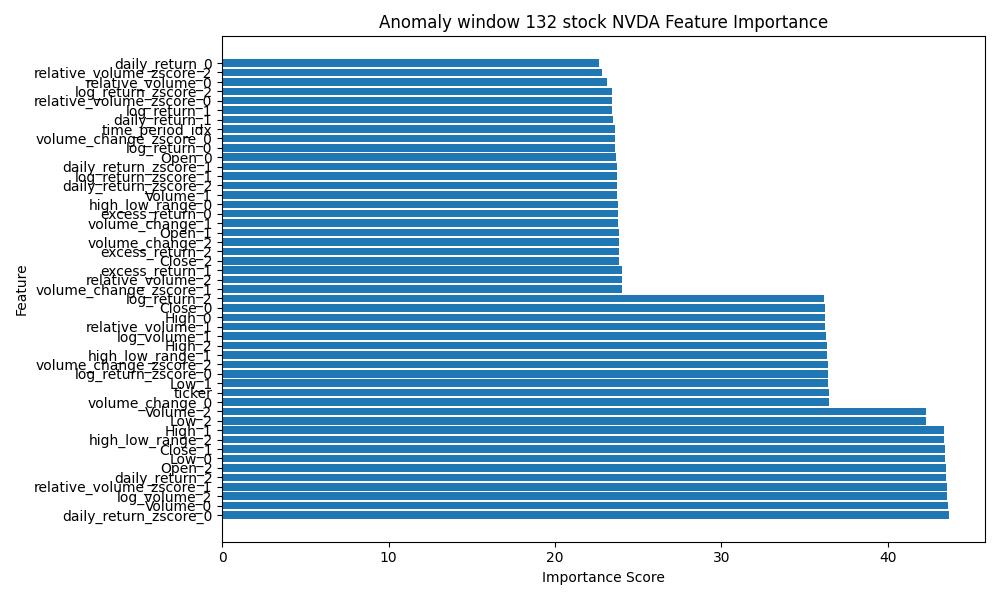 Anomaly window 132 stock NVDA Feature Importance
daily_return_0
relative_volume_zscore_2
relative_volume_0
log_return_zscore_2
relative_volume_zscore_0
log_return_1
daily_return_1
time_period_idx
volume_change_zscore_0
log_return_0
Open_0
daily_return_zscore_1
log_return_zscore_1
daily_return_zscore_2
Volume_1
high_low_range_0
excess_return_0
volume_change_1
Open_1
volume_change_2
excess_return_2
Close_2
excess_return_1
relative_volume_2
volume_change_zscore_1
log_return_2
Close_0
High_0
relative_volume_1
log_volume_1
High_2
high_low_range_1
volume_change_zscore_2
log_return_zscore_0
Low_1
ticker
volume_change_0
Volume_2
Low_2
High_1
high_low_range_2
Close_1
Low_0
Open_2
daily_return_2
relative_volume_zscore_1
log_volume_2
Volume_0
daily_return_zscore_0
Feature
0 10 20 30 40
Importance Score